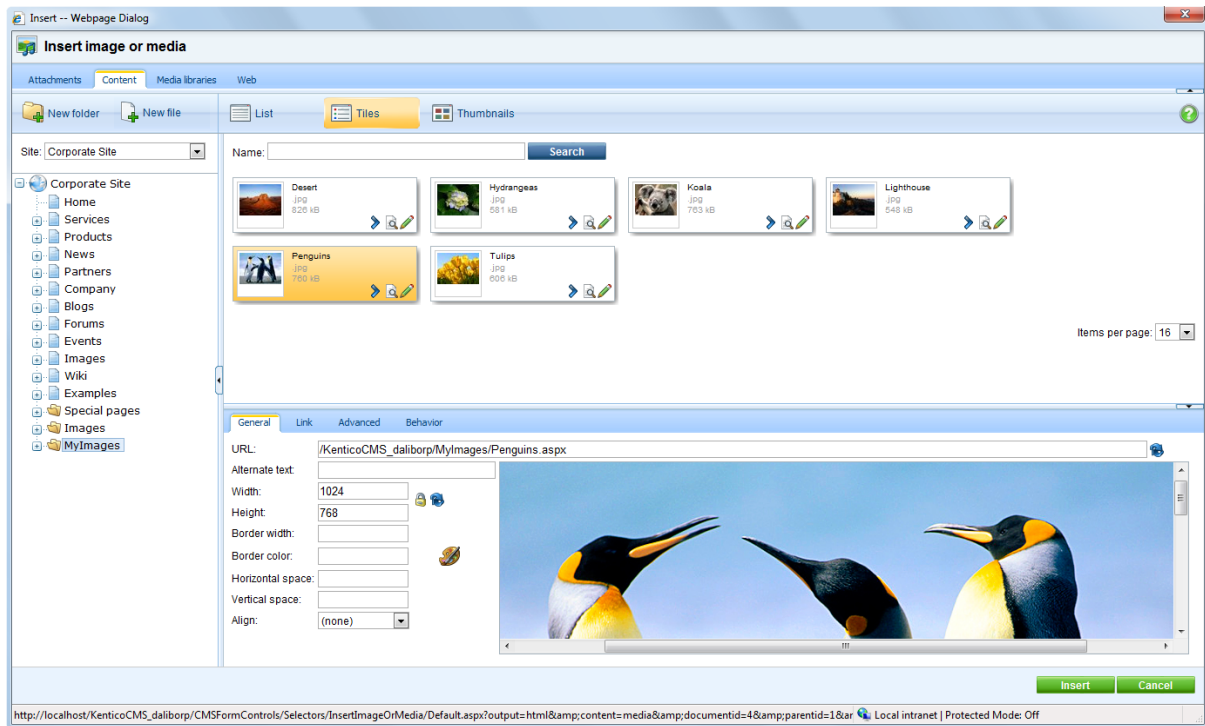 Insert -- Webpage Dialog
x
Insert image or media
Attachments Content Media libraries Web
New folder New file List Tiles Thumbnails
Site: Corporate Site
Name: Search
Corporate Site
Home
Services
Products
News
Partners
Company
Blogs
Forums
Events
Images
Wiki
Examples
Special pages
Images
MyImages
Desert
.jpg
826 kB
Hydrangeas
.jpg
581 kB
Koala
.jpg
763 kB
Lighthouse
.jpg
548 kB
Penguins
.jpg
760 kB
Tulips
.jpg
606 kB
Items per page: 16
General Link Advanced Behavior
URL: /KenticoCMS_daliborp/MyImages/Penguins.aspx
Alternate text:
Width: 1024
Height: 768
Border width:
Border color:
Horizontal space:
Vertical space:
Align: (none)
Insert Cancel
http://localhost/KenticoCMS_daliborp/CMSFormControls/Selectors/InsertImageOrMedia/Default.aspx?output=html&amp;content=media&amp;documentid=4&amp;parentid=1&ar Local intranet | Protected Mode: Off